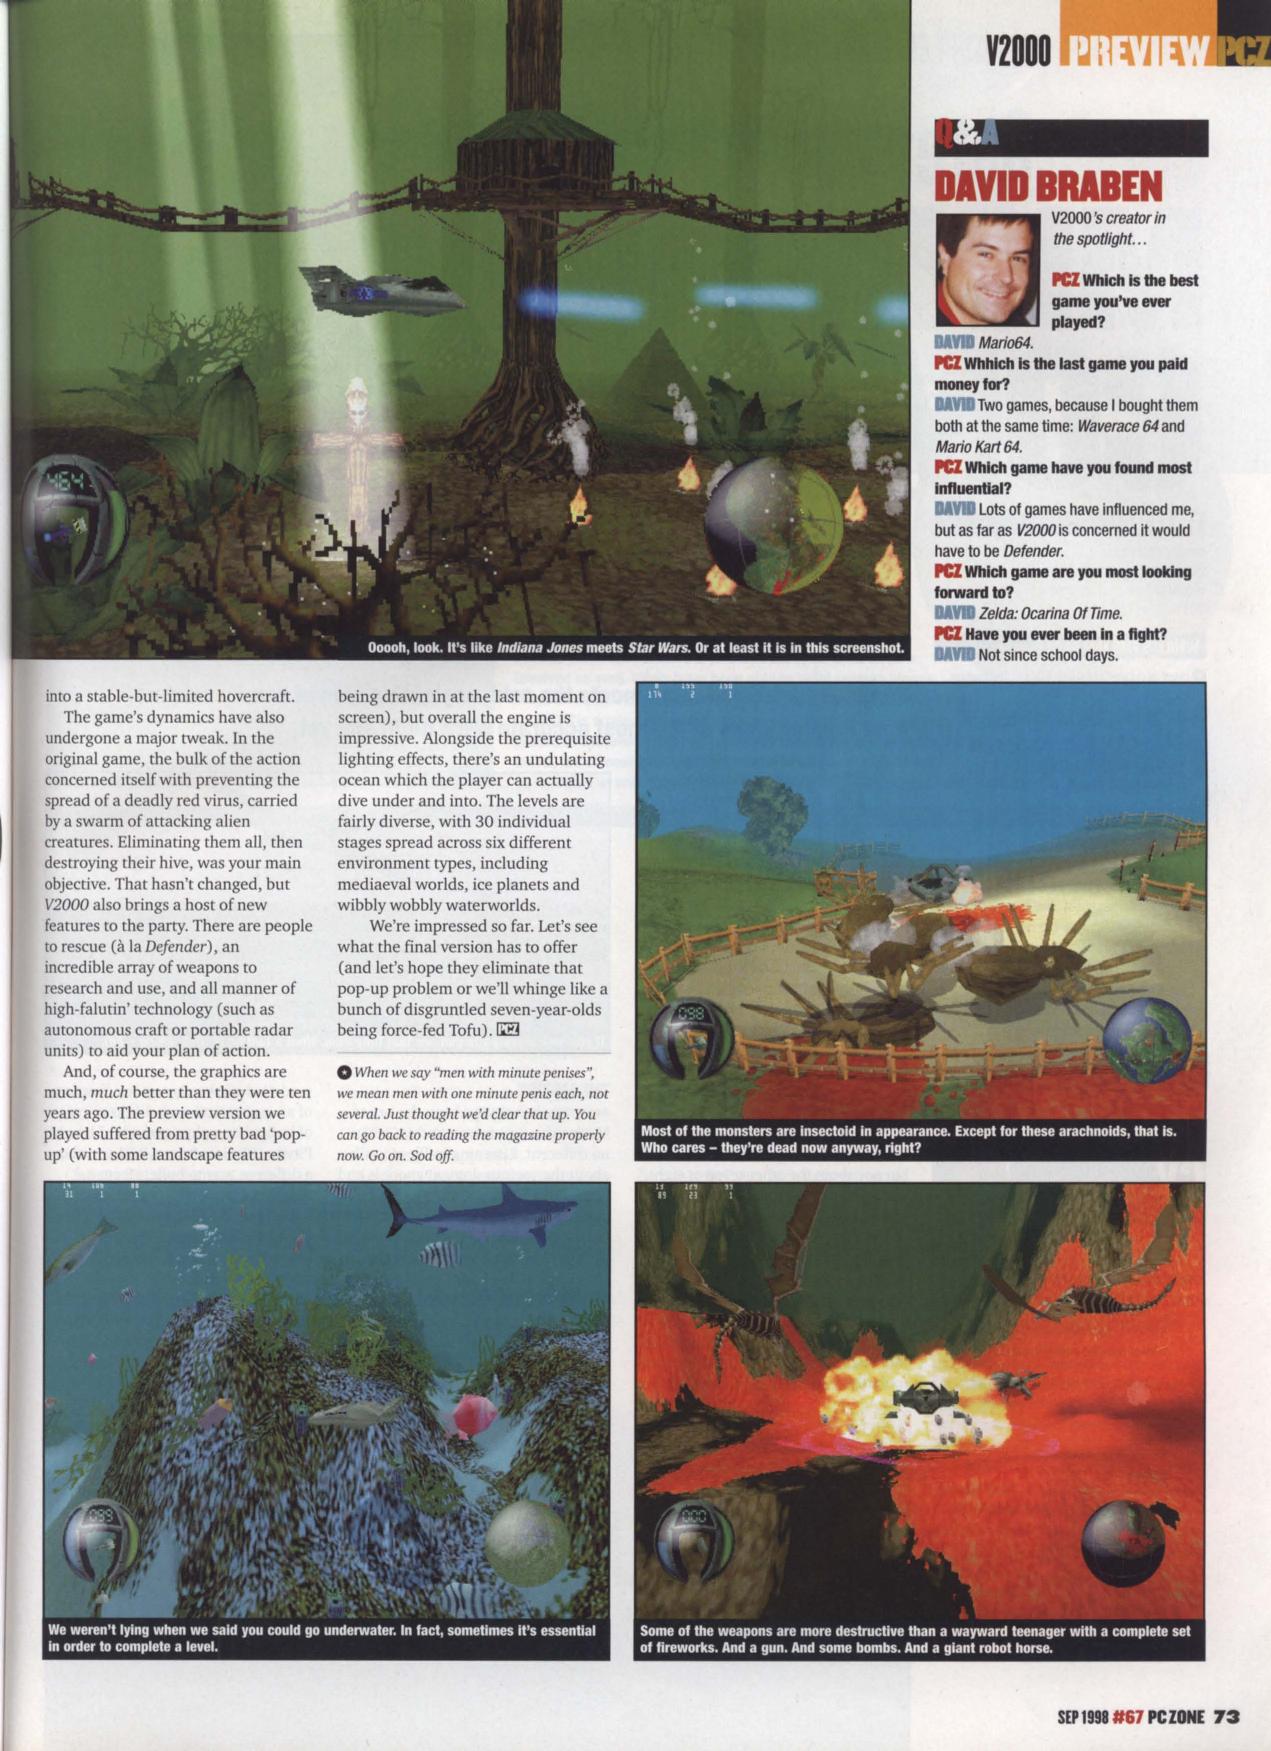 V2000 PREVIEW PCZ
464
Ooooh, look. It's like Indiana Jones meets Star Wars. Or at least it is in this screenshot.
Q&A
DAVID BRABEN
V2000's creator in
the spotlight...
PCZ Which is the best
game you've ever
played?
DAVID Mario64.
PCZ Whhich is the last game you paid
money for?
DAVID Two games, because I bought them
both at the same time: Waverace 64 and
Mario Kart 64.
PCZ Which game have you found most
influential?
DAVID Lots of games have influenced me,
but as far as V2000 is concerned it would
have to be Defender.
PCZ Which game are you most looking
forward to?
DAVID Zelda: Ocarina Of Time.
PCZ Have you ever been in a fight?
DAVID Not since school days.
into a stable-but-limited hovercraft.
The game's dynamics have also
undergone a major tweak. In the
original game, the bulk of the action
concerned itself with preventing the
spread of a deadly red virus, carried
by a swarm of attacking alien
creatures. Eliminating them all, then
destroying their hive, was your main
objective. That hasn't changed, but
V2000 also brings a host of new
features to the party. There are people
to rescue (à la Defender), an
incredible array of weapons to
research and use, and all manner of
high-falutin' technology (such as
autonomous craft or portable radar
units) to aid your plan of action.
And, of course, the graphics are
much, much better than they were ten
years ago. The preview version we
played suffered from pretty bad 'pop-
up' (with some landscape features
being drawn in at the last moment on
screen), but overall the engine is
impressive. Alongside the prerequisite
lighting effects, there's an undulating
ocean which the player can actually
dive under and into. The levels are
fairly diverse, with 30 individual
stages spread across six different
environment types, including
mediaeval worlds, ice planets and
wibbly wobbly waterworlds.
We're impressed so far. Let's see
what the final version has to offer
(and let's hope they eliminate that
pop-up problem or we'll whinge like a
bunch of disgruntled seven-year-olds
being force-fed Tofu). PCZ
When we say "men with minute penises",
we mean men with one minute penis each, not
several. Just thought we'd clear that up. You
can go back to reading the magazine properly
now. Go on. Sod off.
174 2 1
098
Most of the monsters are insectoid in appearance. Except for these arachnoids, that is.
Who cares – they're dead now anyway, right?
31 1 1
099
We weren't lying when we said you could go underwater. In fact, sometimes it's essential
in order to complete a level.
89 23 1
000
Some of the weapons are more destructive than a wayward teenager with a complete set
of fireworks. And a gun. And some bombs. And a giant robot horse.
SEP 1998 #67 PC ZONE 73